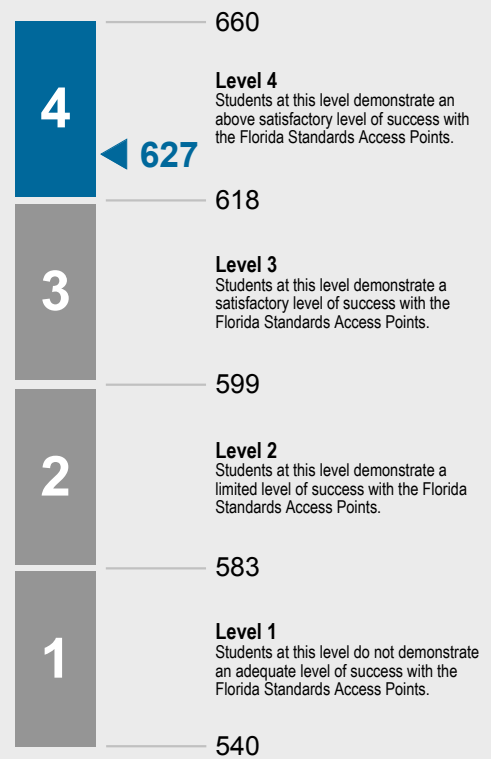 660
4
Level 4
Students at this level demonstrate an
above satisfactory level of success with
the Florida Standards Access Points.
627
618
3
Level 3
Students at this level demonstrate a
satisfactory level of success with the
Florida Standards Access Points.
599
2
Level 2
Students at this level demonstrate a
limited level of success with the Florida
Standards Access Points.
583
1
Level 1
Students at this level do not demonstrate
an adequate level of success with the
Florida Standards Access Points.
540